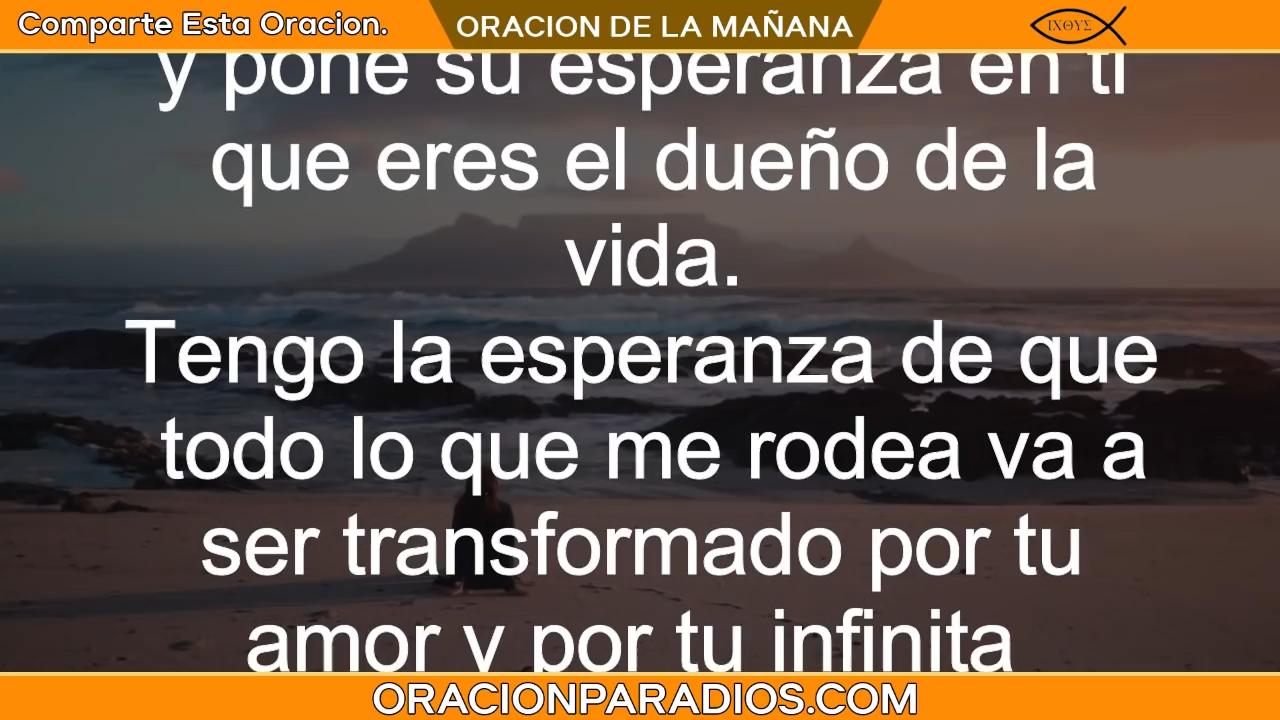 Comparte Esta Oracion.
ORACION DE LA MAÑANA
ΙΧΘΥΣ
y pone su esperanza en ti
que eres el dueño de la
vida.
Tengo la esperanza de que
todo lo que me rodea va a
ser transformado por tu
amor y por tu infinita
ORACIONPARADIOS.COM